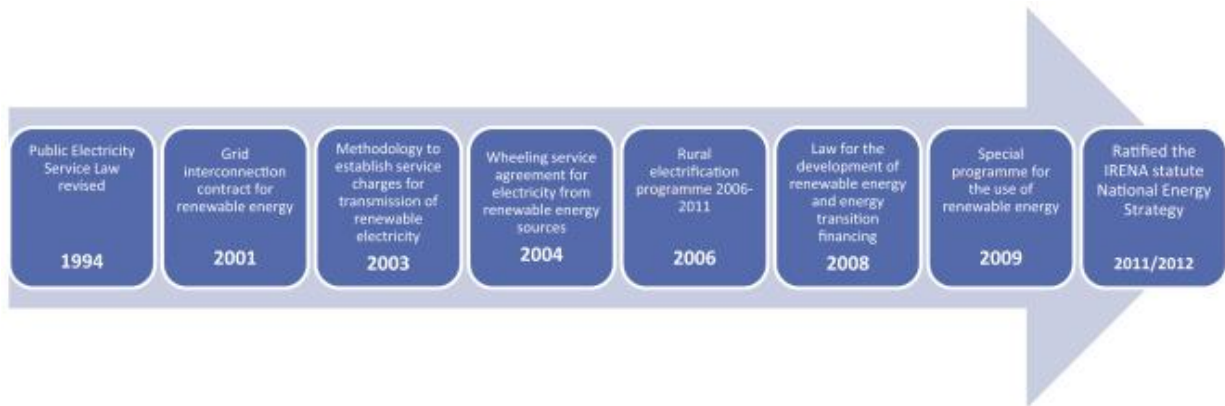 Public Electricity
Service Law
revised
1994
Grid
interconnection
contract for
renewable energy
2001
Methodology to
establish service
charges for
transmission of
renewable
electricity
2003
Wheeling service
agreement for
electricity from
renewable energy
sources
2004
Rural
electrification
programme 2006-
2011
2006
Law for the
development of
renewable energy
and energy
transition
financing
2008
Special
programme for
the use of
renewable energy
2009
Ratified the
IRENA statute
National Energy
Strategy
2011/2012